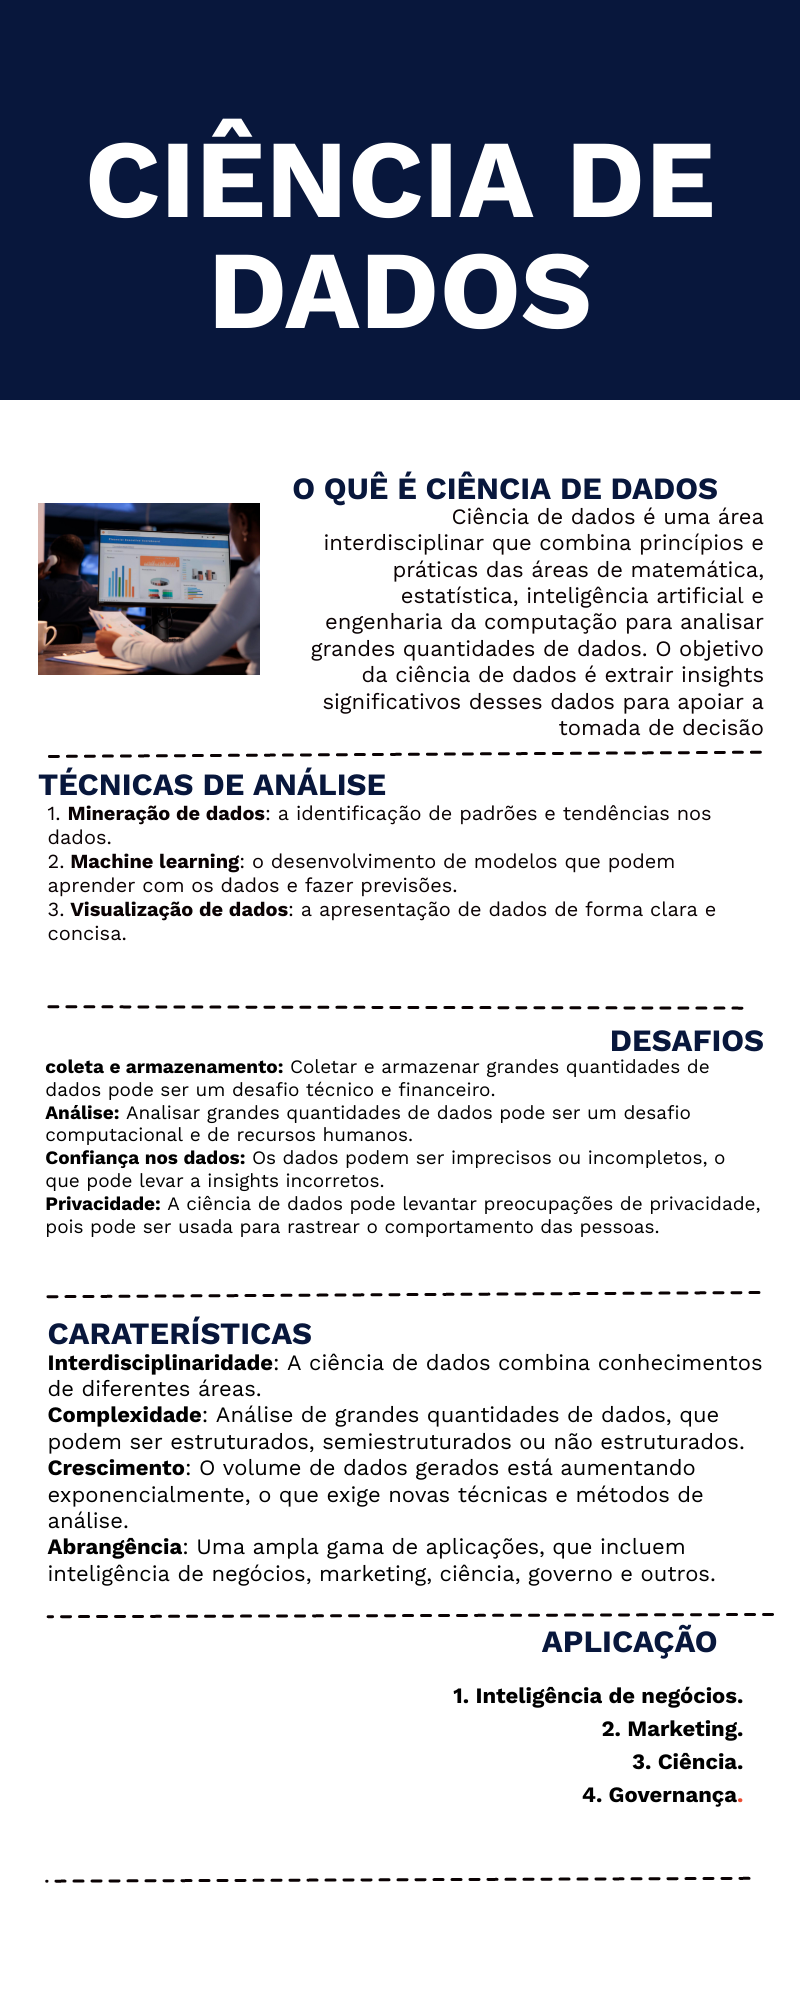 CIÊNCIA DE
DADOS
O QUÊ É CIÊNCIA DE DADOS
Ciência de dados é uma área
interdisciplinar que combina princípios e
práticas das áreas de matemática,
estatística, inteligência artificial e
engenharia da computação para analisar
grandes quantidades de dados. O objetivo
da ciência de dados é extrair insights
significativos desses dados para apoiar a
tomada de decisão
TÉCNICAS DE ANÁLISE
1. Mineração de dados: a identificação de padrões e tendências nos
dados.
2. Machine learning: o desenvolvimento de modelos que podem
aprender com os dados e fazer previsões.
3. Visualização de dados: a apresentação de dados de forma clara e
concisa.
DESAFIOS
coleta e armazenamento: Coletar e armazenar grandes quantidades de
dados pode ser um desafio técnico e financeiro.
Análise: Analisar grandes quantidades de dados pode ser um desafio
computacional e de recursos humanos.
Confiança nos dados: Os dados podem ser imprecisos ou incompletos, o
que pode levar a insights incorretos.
Privacidade: A ciência de dados pode levantar preocupações de privacidade,
pois pode ser usada para rastrear o comportamento das pessoas.
CARATERÍSTICAS
Interdisciplinaridade: A ciência de dados combina conhecimentos
de diferentes áreas.
Complexidade: Análise de grandes quantidades de dados, que
podem ser estruturados, semiestruturados ou não estruturados.
Crescimento: O volume de dados gerados está aumentando
exponencialmente, o que exige novas técnicas e métodos de
análise.
Abrangência: Uma ampla gama de aplicações, que incluem
inteligência de negócios, marketing, ciência, governo e outros.
APLICAÇÃO
1. Inteligência de negócios.
2. Marketing.
3. Ciência.
4. Governança.